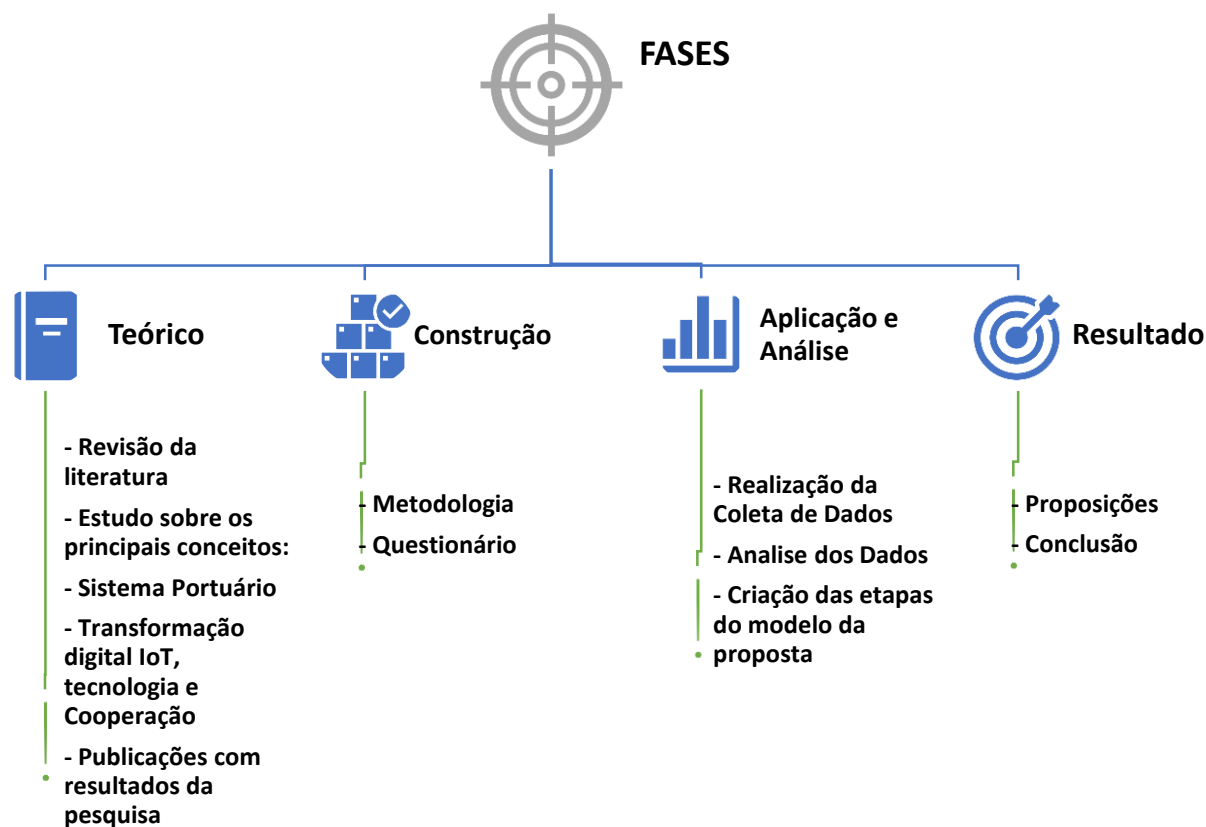 FASES
Teórico
- Revisão da
literatura
- Estudo sobre os
principais conceitos:
- Sistema Portuário
- Transformação
digital IoT,
tecnologia e
Cooperação
- Publicações com
resultados da
pesquisa
Construção
- Metodologia
- Questionário
Aplicação e
Análise
- Realização da
Coleta de Dados
- Analise dos Dados
- Criação das etapas
do modelo da
proposta
Resultado
- Proposições
- Conclusão